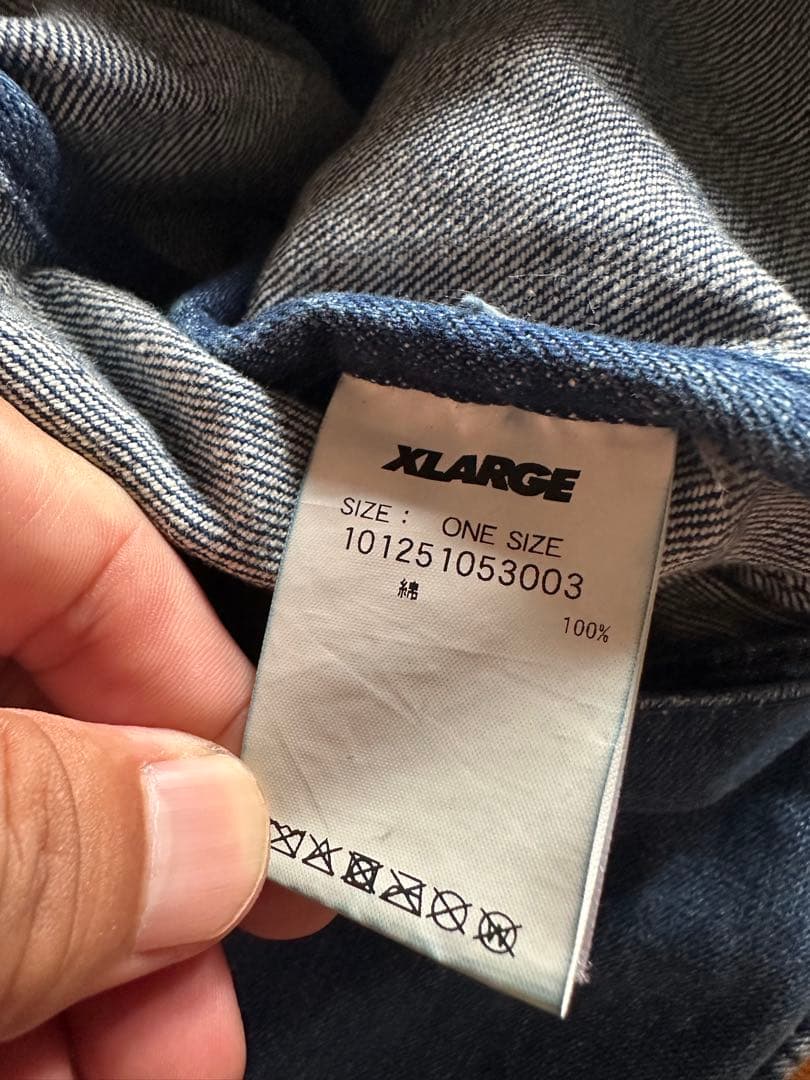 XLARGE
SIZE : ONE SIZE
101251053003
綿
100%